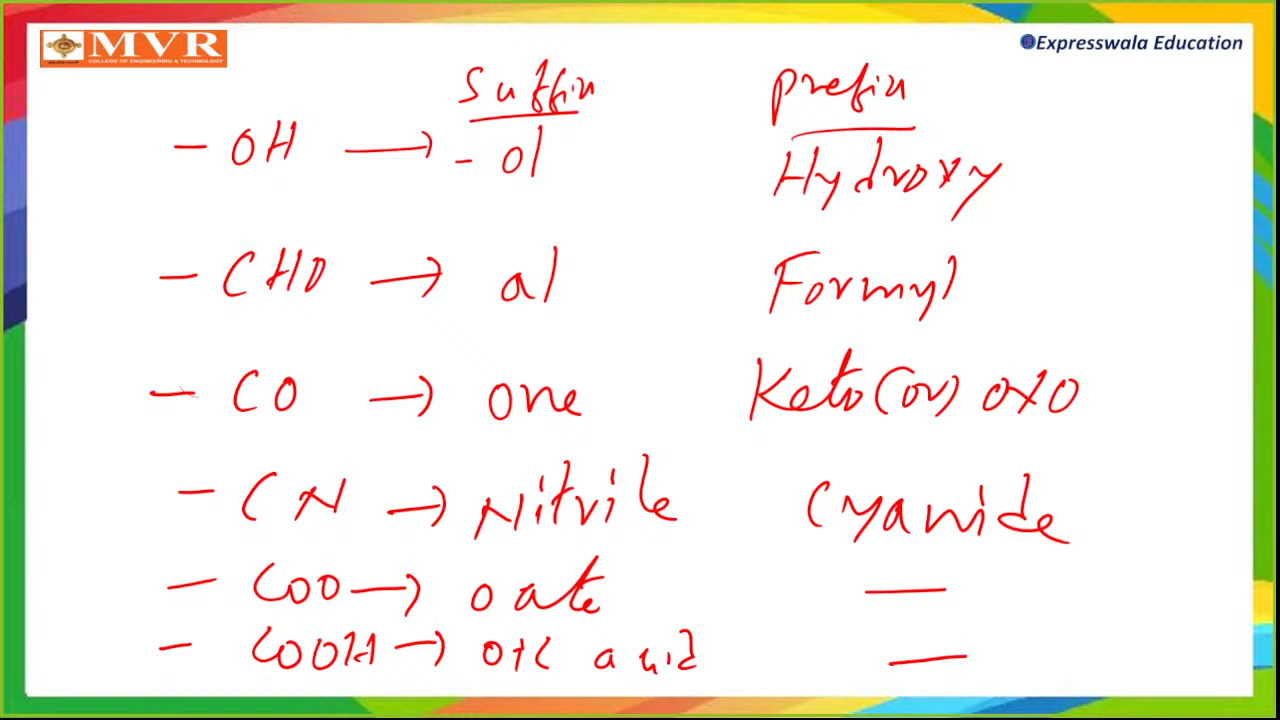 MVR
COLLEGE OF ENGINEERING & TECHNOLOGY
Expresswala Education
Suffix Prefix
- OH → - ol Hydroxy
- CHO → al Formyl
- CO → one Keto (or) oxo
- CN → Nitrile Cyanide
- COO → oate —
- COOH → oic acid —